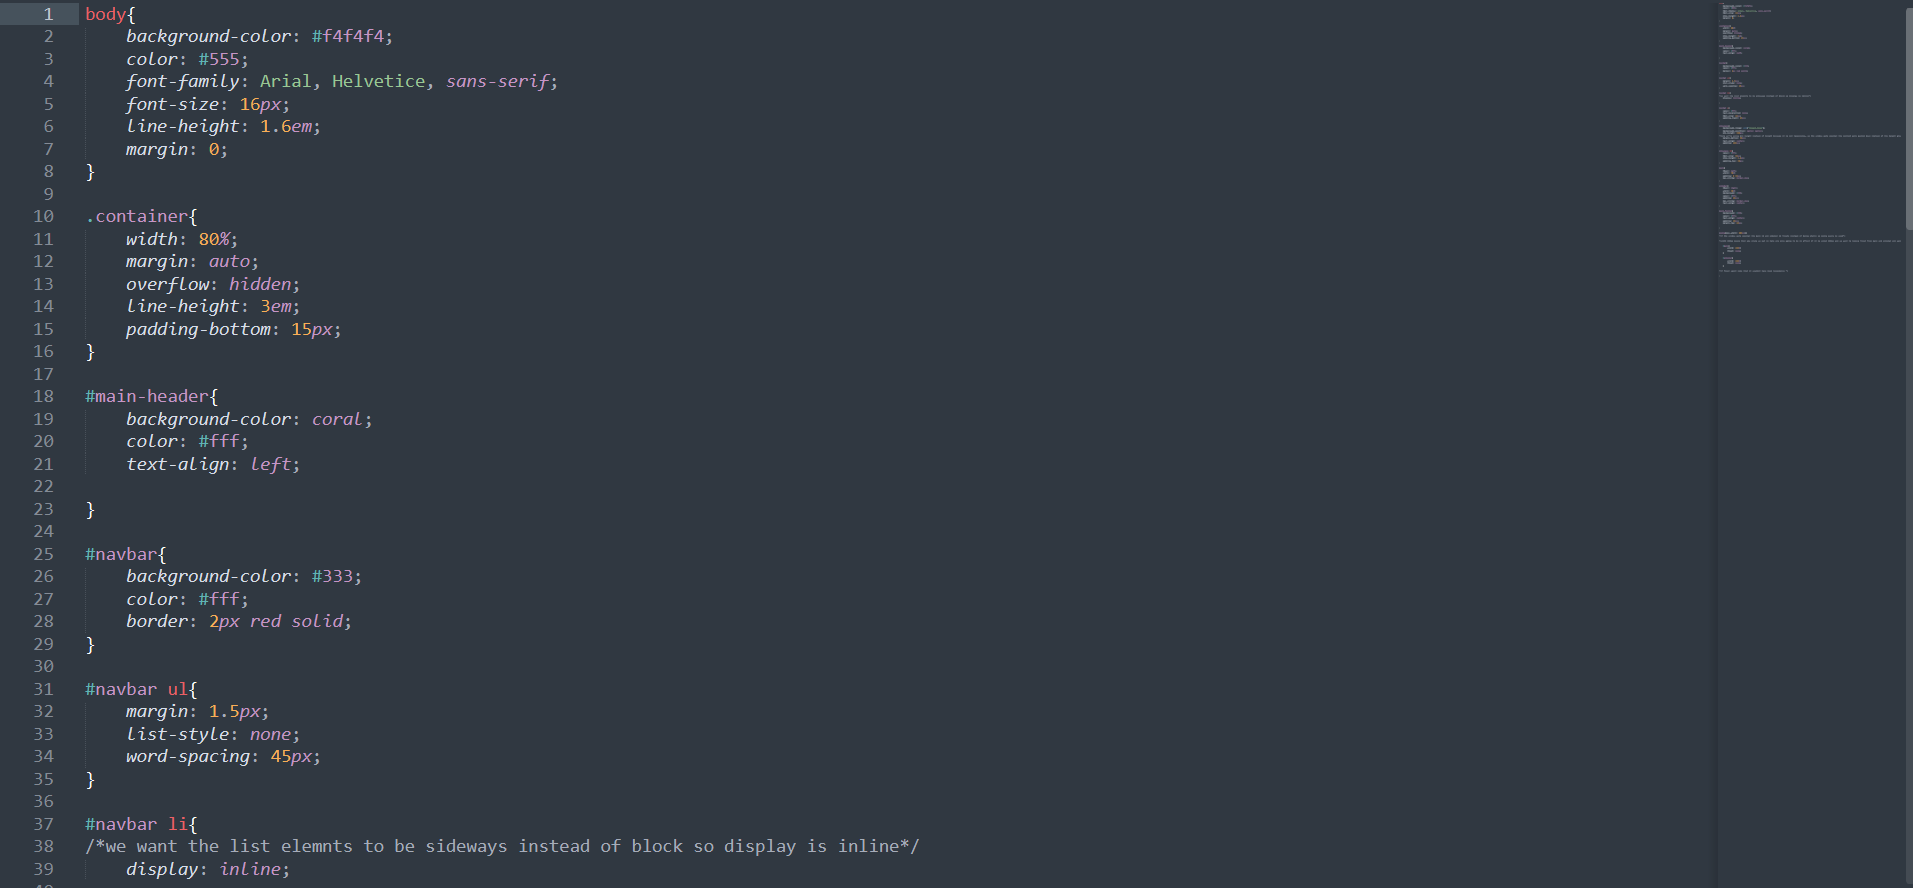 1 body{
2 background-color: #f4f4f4;
3 color: #555;
4 font-family: Arial, Helvetice, sans-serif;
5 font-size: 16px;
6 line-height: 1.6em;
7 margin: 0;
8 }
9
10 .container{
11 width: 80%;
12 margin: auto;
13 overflow: hidden;
14 line-height: 3em;
15 padding-bottom: 15px;
16 }
17
18 #main-header{
19 background-color: coral;
20 color: #fff;
21 text-align: left;
22
23 }
24
25 #navbar{
26 background-color: #333;
27 color: #fff;
28 border: 2px red solid;
29 }
30
31 #navbar ul{
32 margin: 1.5px;
33 list-style: none;
34 word-spacing: 45px;
35 }
36
37 #navbar li{
38 /*we want the list elemnts to be sideways instead of block so display is inline*/
39 display: inline;